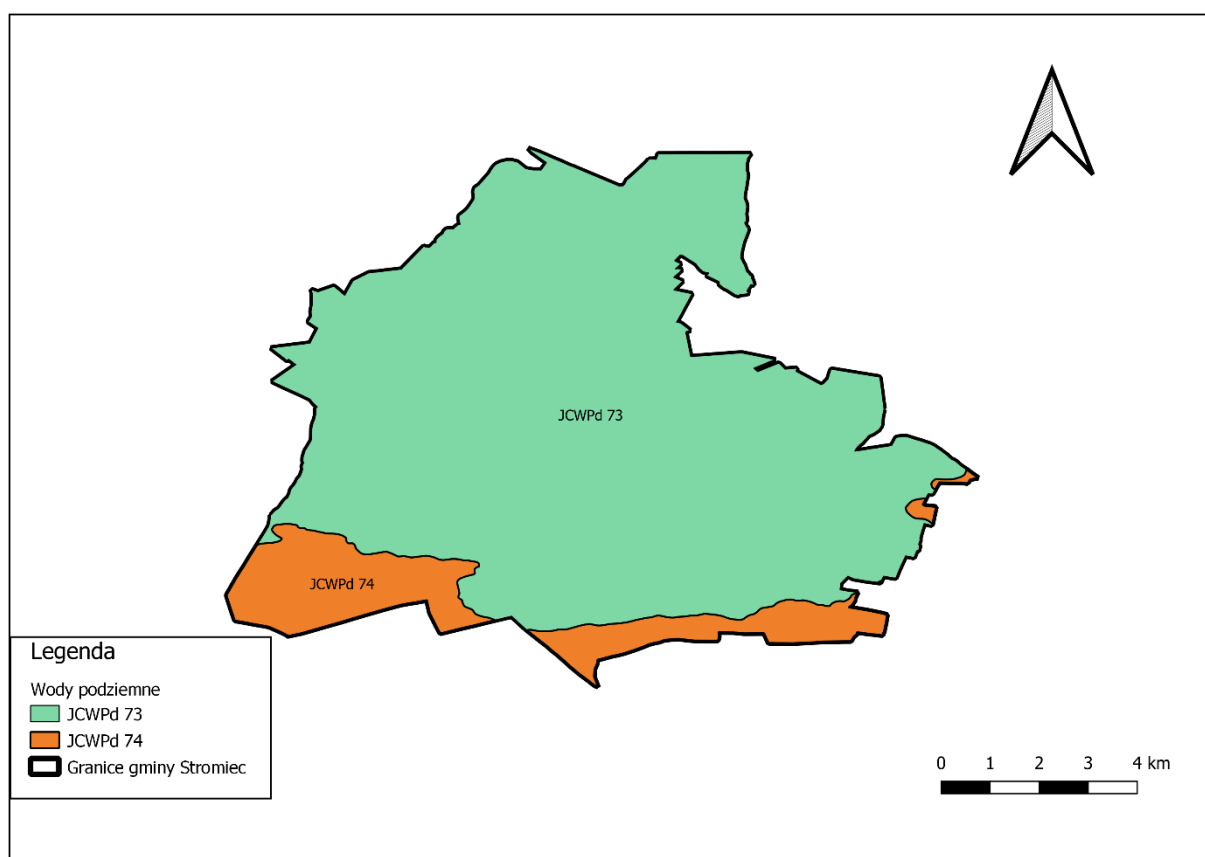 JCWPd 73
JCWPd 74
Legenda
Wody podziemne
JCWPd 73
JCWPd 74
Granice gminy Stromiec
0 1 2 3 4 km